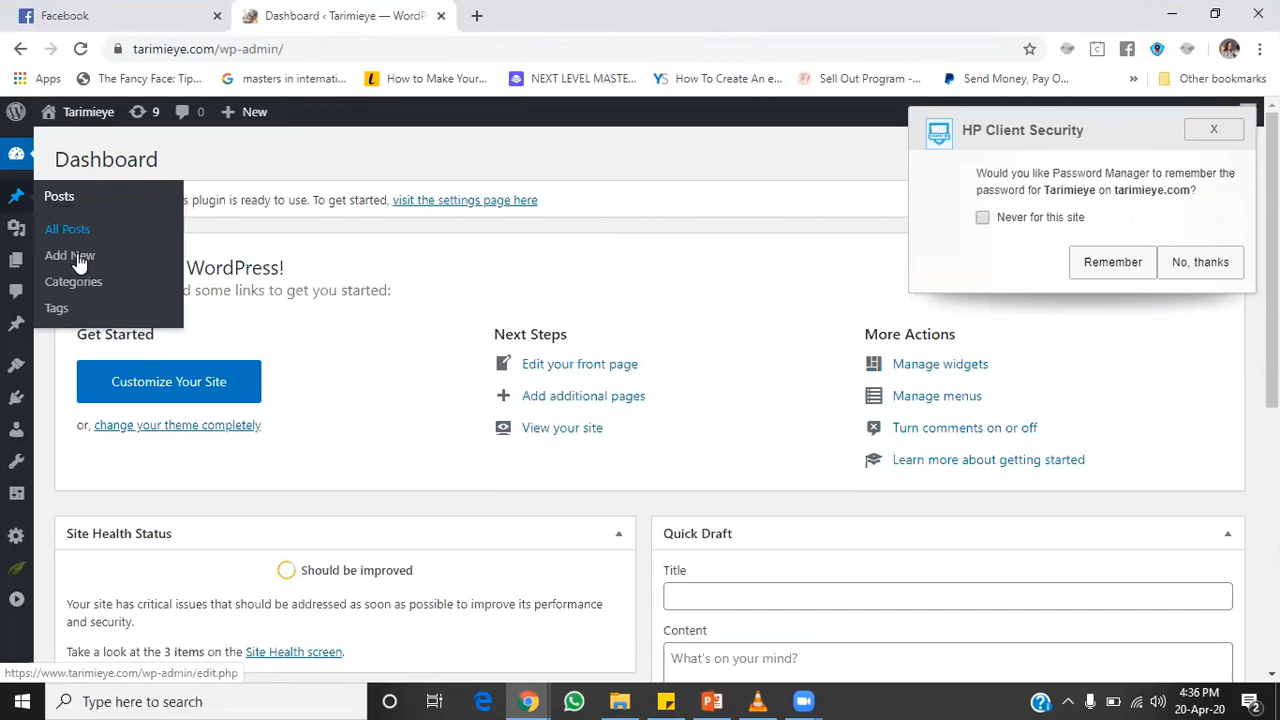 Facebook
Dashboard ‹ Tarimieye — WordPr
tarimieye.com/wp-admin/
Apps
The Fancy Face: Tip...
masters in internati...
How to Make Your...
NEXT LEVEL MASTE...
How To Create An e...
Sell Out Program -...
Send Money, Pay O...
Other bookmarks
Tarimieye
9
0
New
HP Client Security
X
Would you like Password Manager to remember the
password for Tarimieye on tarimieye.com?
Never for this site
Remember
No, thanks
Dashboard
Posts
All Posts
Add New
Categories
Tags
plugin is ready to use. To get started, visit the settings page here
WordPress!
d some links to get you started:
Get Started
Customize Your Site
or, change your theme completely
Next Steps
Edit your front page
Add additional pages
View your site
More Actions
Manage widgets
Manage menus
Turn comments on or off
Learn more about getting started
Site Health Status
Should be improved
Your site has critical issues that should be addressed as soon as possible to improve its performance
and security.
Take a look at the 3 items on the Site Health screen.
Quick Draft
Title
Content
What's on your mind?
https://www.tarimieye.com/wp-admin/edit.php
Type here to search
4:36 PM
20-Apr-20
2